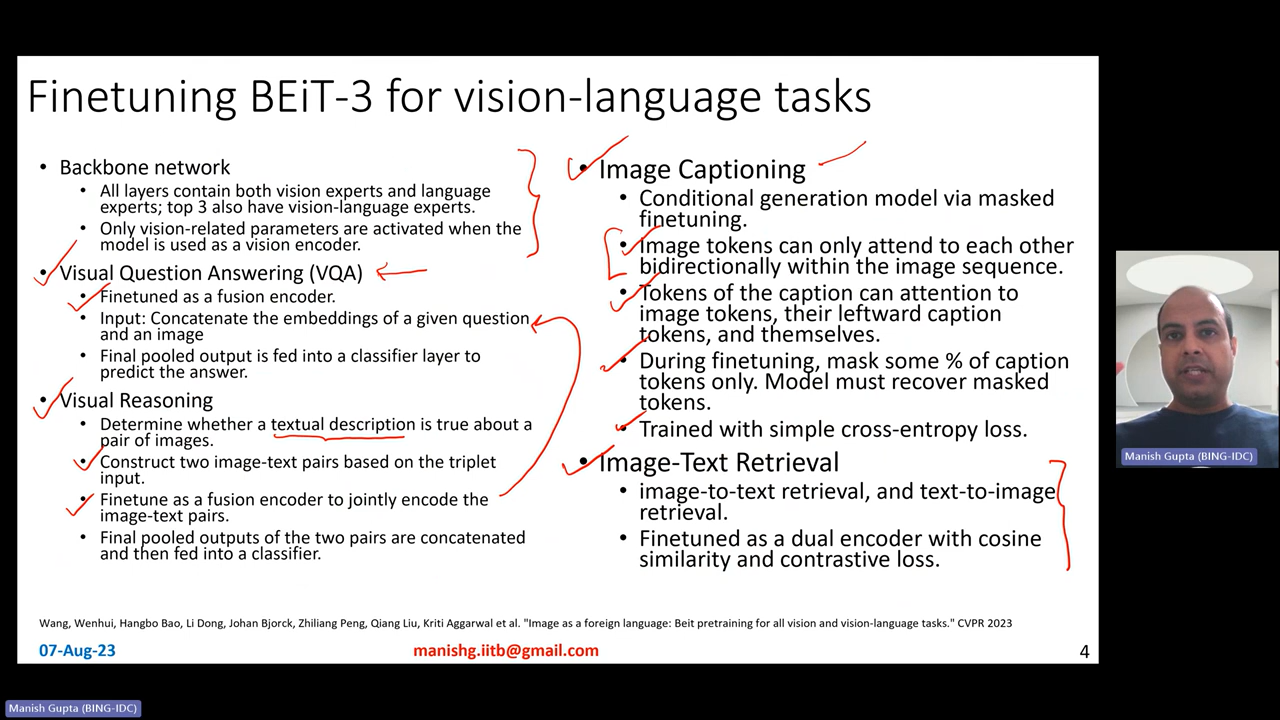 Finetuning BEiT-3 for vision-language tasks
• Backbone network
• All layers contain both vision experts and language
experts; top 3 also have vision-language experts.
• Only vision-related parameters are activated when the
model is used as a vision encoder.
• Visual Question Answering (VQA)
• Finetuned as a fusion encoder.
• Input: Concatenate the embeddings of a given question
and an image
• Final pooled output is fed into a classifier layer to
predict the answer.
• Visual Reasoning
• Determine whether a textual description is true about a
pair of images.
• Construct two image-text pairs based on the triplet
input.
• Finetune as a fusion encoder to jointly encode the
image-text pairs.
• Final pooled outputs of the two pairs are concatenated
and then fed into a classifier.
• Image Captioning
• Conditional generation model via masked
finetuning.
• Image tokens can only attend to each other
bidirectionally within the image sequence.
• Tokens of the caption can attention to
image tokens, their leftward caption
tokens, and themselves.
• During finetuning, mask some % of caption
tokens only. Model must recover masked
tokens.
• Trained with simple cross-entropy loss.
• Image-Text Retrieval
• image-to-text retrieval, and text-to-image
retrieval.
• Finetuned as a dual encoder with cosine
similarity and contrastive loss.
Wang, Wenhui, Hangbo Bao, Li Dong, Johan Bjorck, Zhiliang Peng, Qiang Liu, Kriti Aggarwal et al. "Image as a foreign language: Beit pretraining for all vision and vision-language tasks." CVPR 2023
07-Aug-23
manishg.iitb@gmail.com
4
Manish Gupta (BING-IDC)
Manish Gupta (BING-IDC)